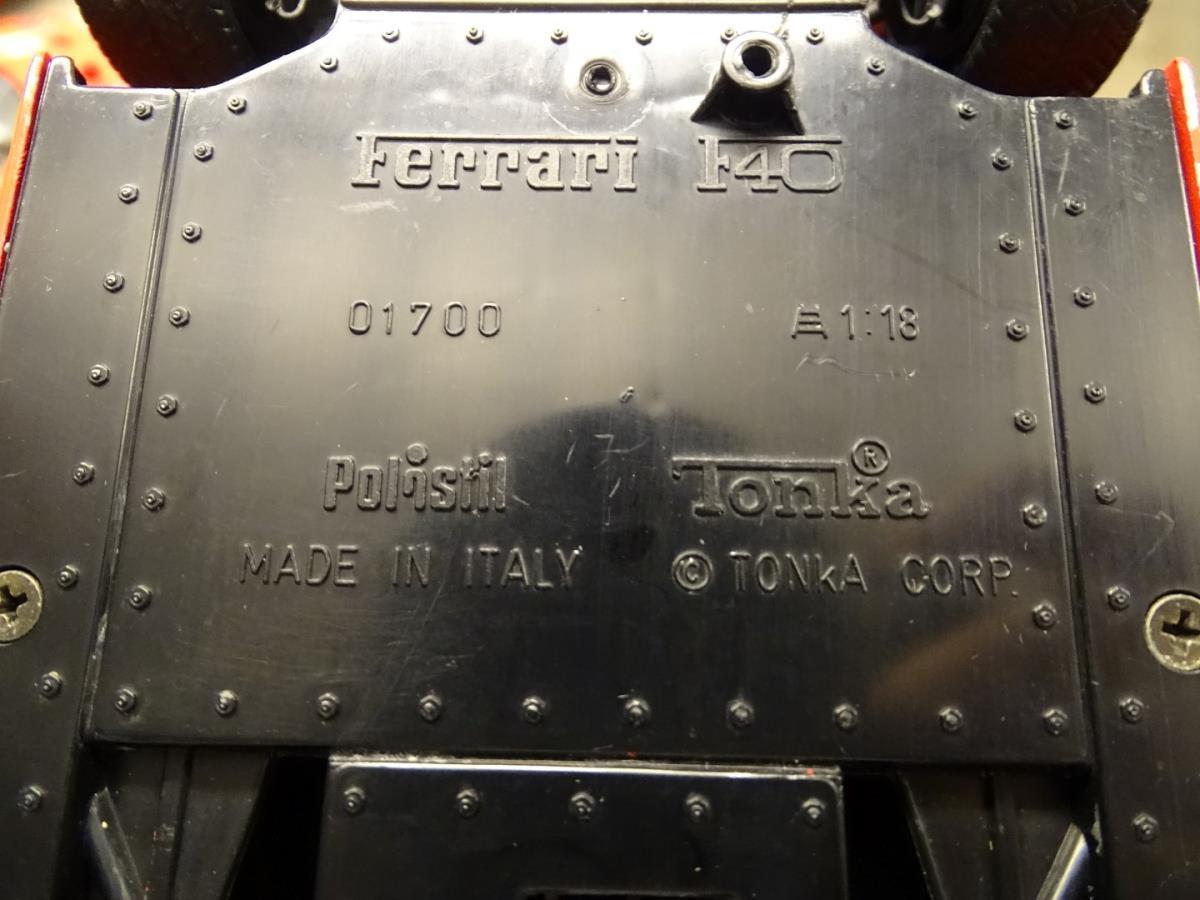 Ferrari F40
01700 1:18
Polistil Tonka®
MADE IN ITALY © TONkA CORP.